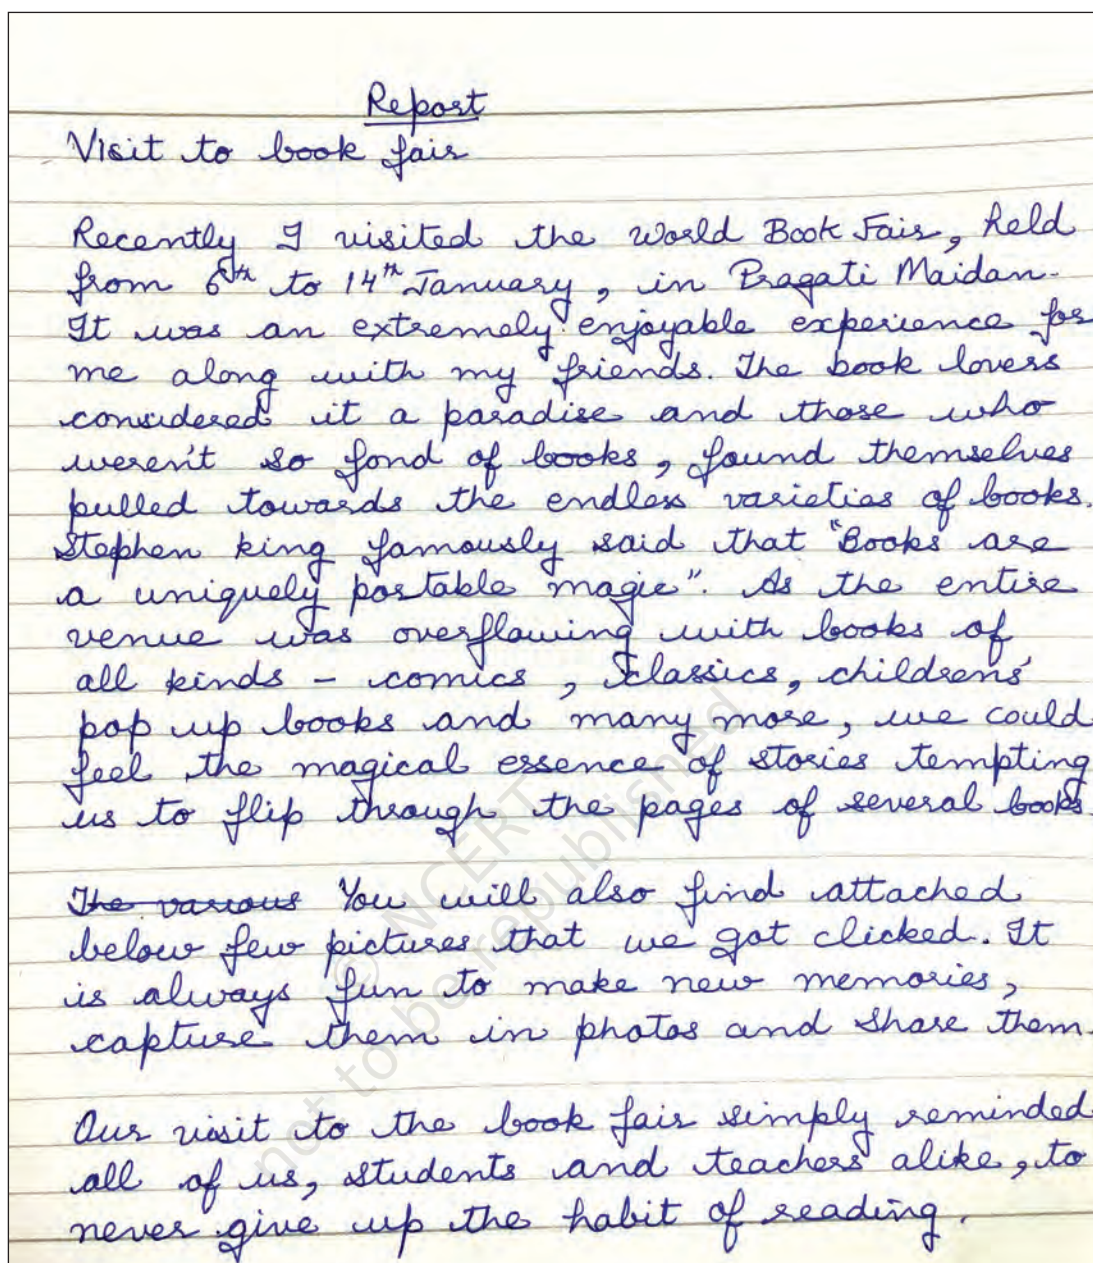 Report
Visit to book fair
Recently I visited the World Book Fair, held
from 6th to 14th January, in Pragati Maidan.
It was an extremely enjoyable experience for
me along with my friends. The book lovers
considered it a paradise and those who
weren't so fond of books, found themselves
pulled towards the endless varieties of books.
Stephen king famously said that "Books are
a uniquely portable magic". As the entire
venue was overflowing with books of
all kinds - comics, classics, childrens'
pop up books and many more, we could
feel the magical essence of stories tempting
us to flip through the pages of several books.
The various You will also find attached
below few pictures that we got clicked. It
is always fun to make new memories,
capture them in photos and share them.
Our visit to the book fair simply reminded
all of us, students and teachers alike, to
never give up the habit of reading.
© NCERT
not to be republished